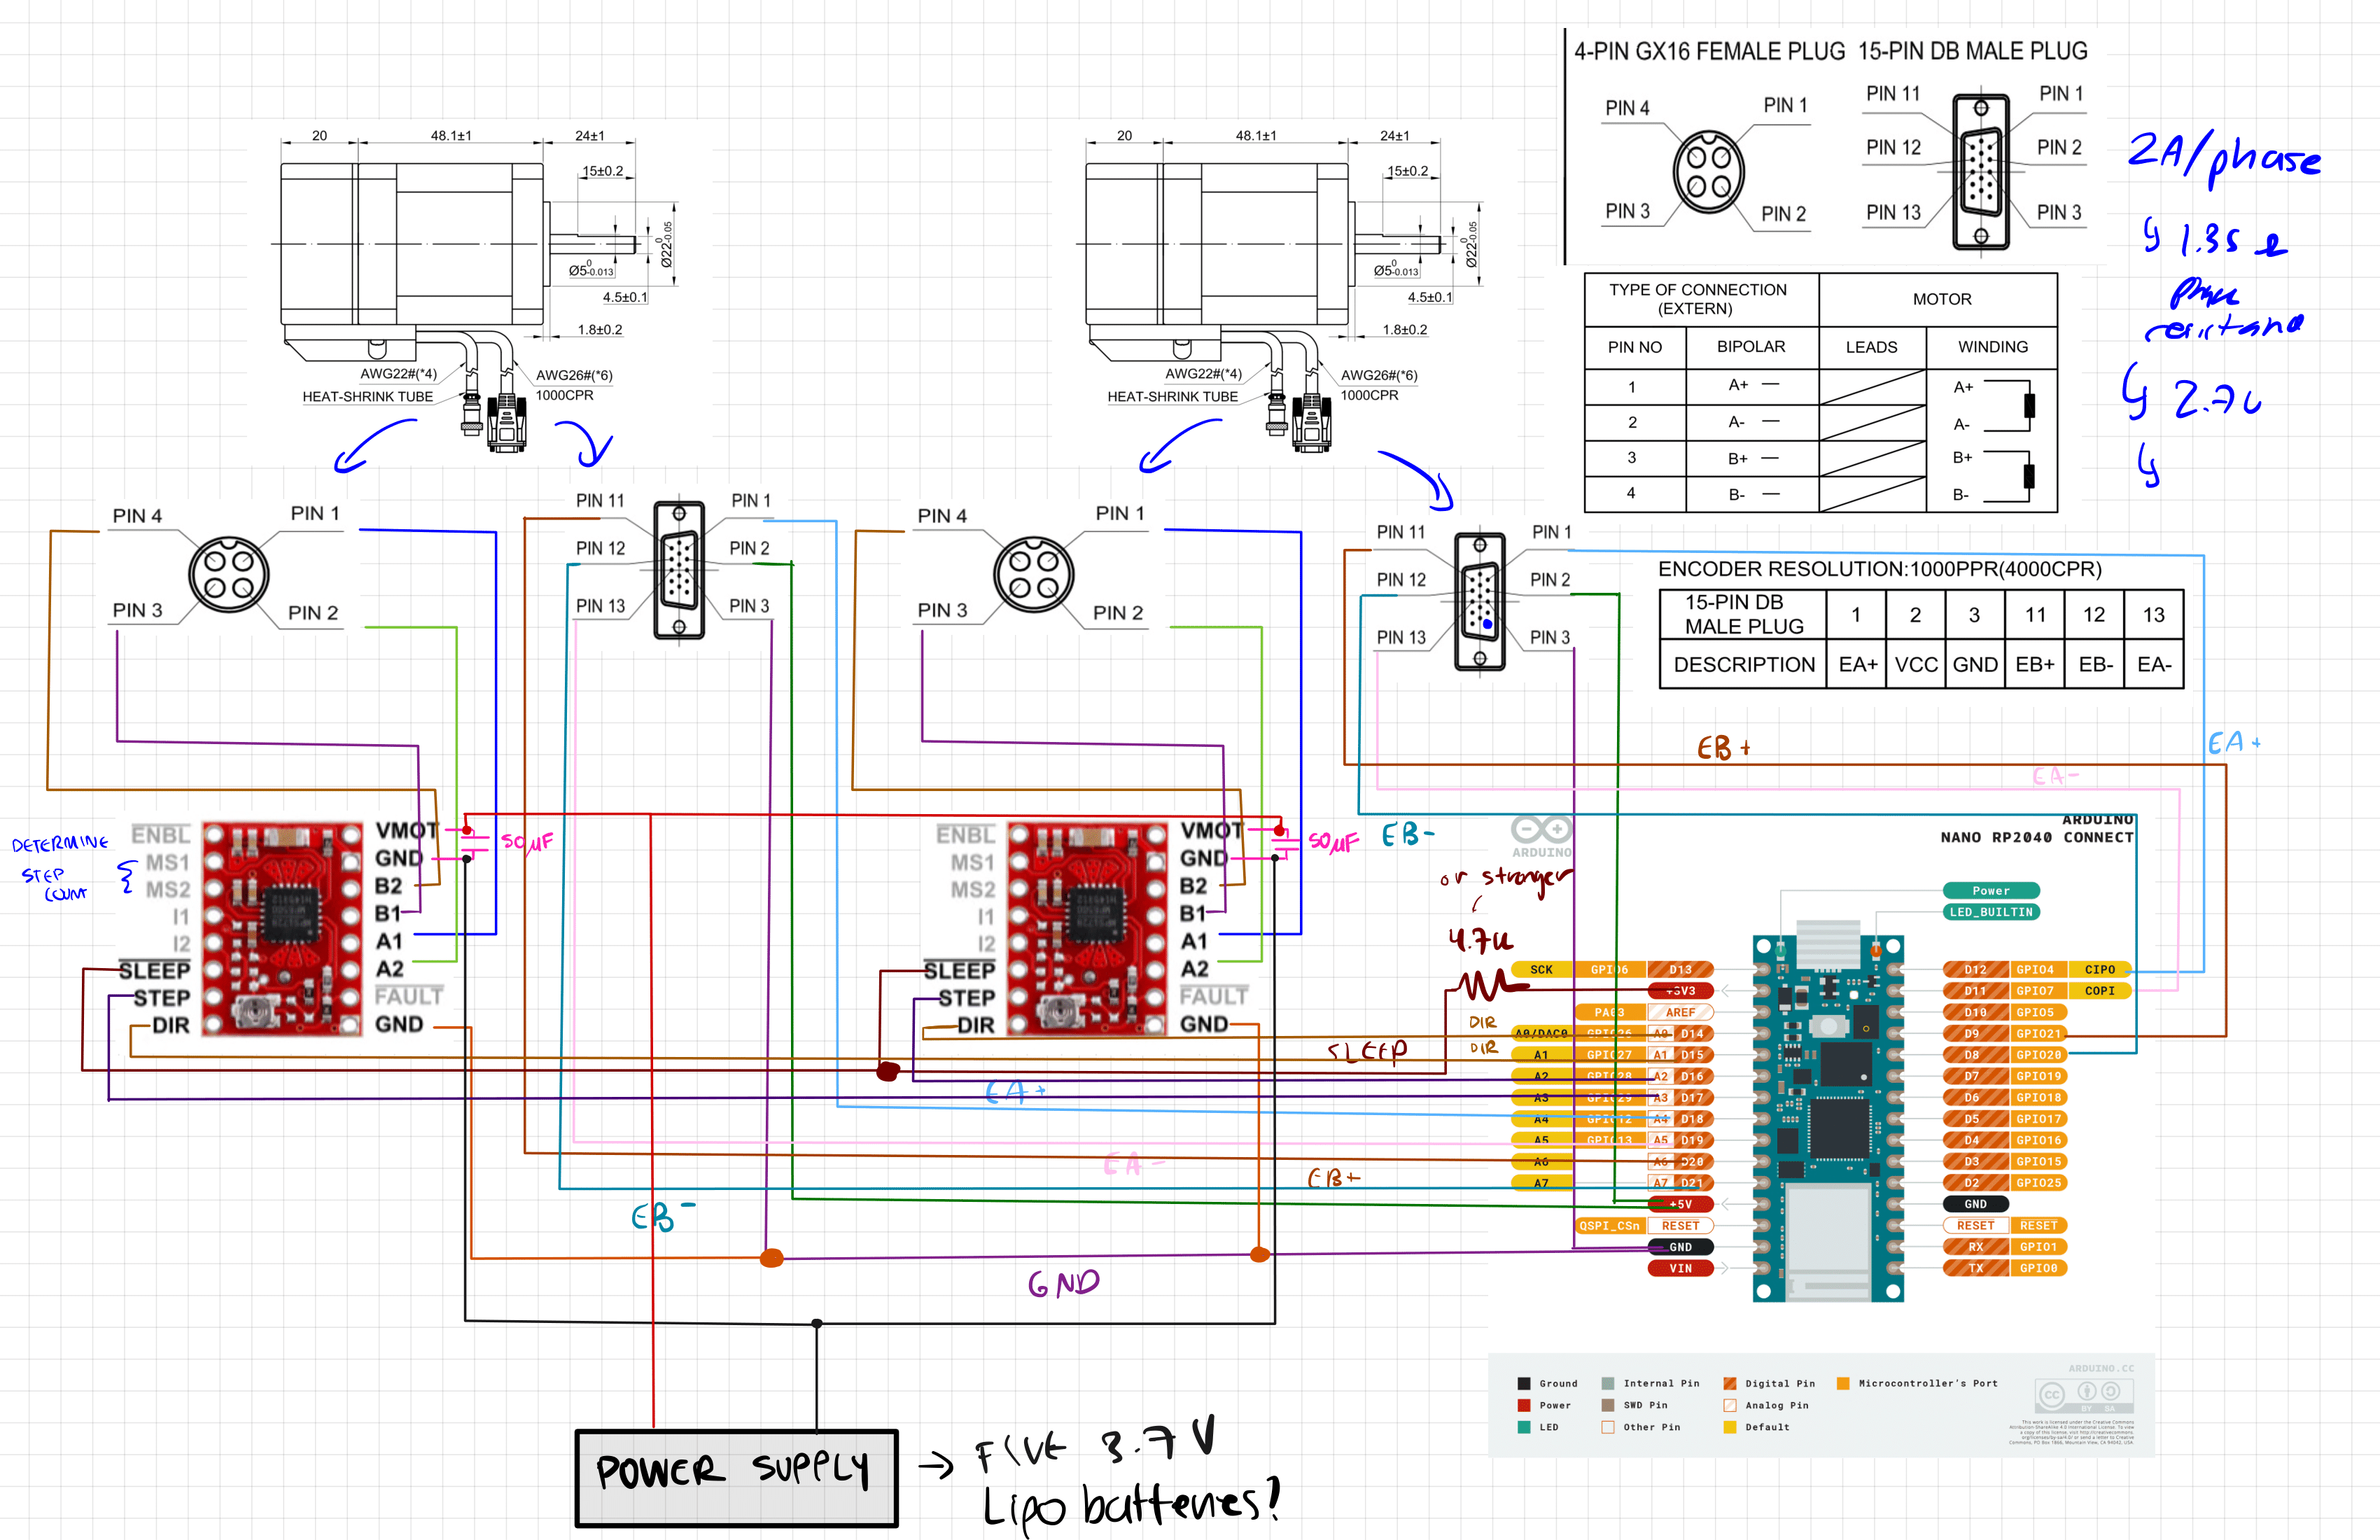 4-PIN GX16 FEMALE PLUG 15-PIN DB MALE PLUG
PIN 4
PIN 1
PIN 3
PIN 2
PIN 11
PIN 1
PIN 12
PIN 2
PIN 13
PIN 3
2A/phase
↳ 1.35 Ω
phase
resistance
↳ 2.7V
↳
20
48.1±1
24±1
15±0.2
Ø5 0 -0.013
Ø22 0 -0.05
4.5±0.1
1.8±0.2
AWG22#(*4)
HEAT-SHRINK TUBE
AWG26#(*6)
1000CPR
20
48.1±1
24±1
15±0.2
Ø5 0 -0.013
Ø22 0 -0.05
4.5±0.1
1.8±0.2
AWG22#(*4)
HEAT-SHRINK TUBE
AWG26#(*6)
1000CPR
TYPE OF CONNECTION (EXTERN) MOTOR
PIN NO BIPOLAR LEADS WINDING
1 A+ — A+
2 A- — A-
3 B+ — B+
4 B- — B-
PIN 4
PIN 1
PIN 3
PIN 2
PIN 11
PIN 1
PIN 12
PIN 2
PIN 13
PIN 3
PIN 4
PIN 1
PIN 3
PIN 2
PIN 11
PIN 1
PIN 12
PIN 2
PIN 13
PIN 3
ENCODER RESOLUTION:1000PPR(4000CPR)
15-PIN DB MALE PLUG 1 2 3 11 12 13
DESCRIPTION EA+ VCC GND EB+ EB- EA-
EB+
EA+
EA-
EB-
DETERMINE
STEP
COUNT
ENBL
MS1
MS2
I1
I2
SLEEP
STEP
DIR
VMOT
GND
B2
B1
A1
A2
FAULT
GND
50µF
ENBL
MS1
MS2
I1
I2
SLEEP
STEP
DIR
VMOT
GND
B2
B1
A1
A2
FAULT
GND
50µF
or stronger
4.7k
DIR
DIR
SLEEP
EA+
EA-
EB+
EB-
GND
ARDUINO
ARDUINO
NANO RP2040 CONNECT
Power
LED_BUILTIN
SCK GPIO6 D13
+3V3
PA03 AREF
A0/DAC0 GPIO26 A0 D14
A1 GPIO27 A1 D15
A2 GPIO28 A2 D16
A3 GPIO29 A3 D17
A4 GPIO12 A4 D18
A5 GPIO13 A5 D19
A6 A6 D20
A7 A7 D21
+5V
QSPI_CSn RESET
GND
VIN
D12 GPIO4 CIPO
D11 GPIO7 COPI
D10 GPIO5
D9 GPIO21
D8 GPIO20
D7 GPIO19
D6 GPIO18
D5 GPIO17
D4 GPIO16
D3 GPIO15
D2 GPIO25
GND
RESET RESET
RX GPIO1
TX GPIO0
Ground
Power
LED
Internal Pin
SWD Pin
Other Pin
Digital Pin
Analog Pin
Default
Microcontroller's Port
ARDUINO.CC
CC
BY SA
POWER SUPPLY → FIVE 3.7 V
Lipo batteries?